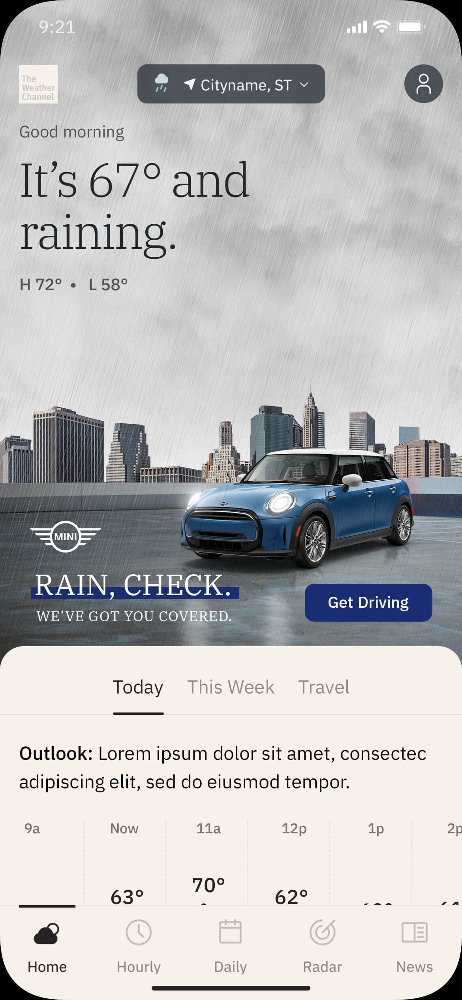 9:21
The
Weather
Channel
Cityname, ST
Good morning
It’s 67° and
raining.
H 72° • L 58°
MINI
RAIN, CHECK.
WE’VE GOT YOU COVERED.
Get Driving
Today This Week Travel
Outlook: Lorem ipsum dolor sit amet, consectec
adipiscing elit, sed do eiusmod tempor.
9a Now 11a 12p 1p 2p
63° 70° 62°
Home Hourly Daily Radar News